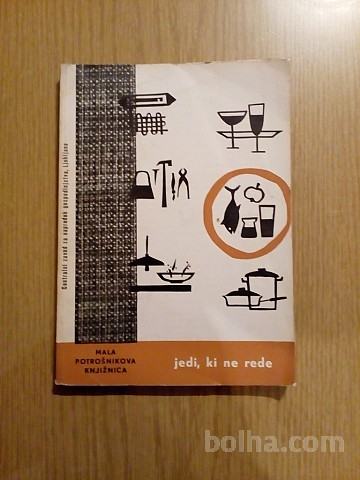 Centralni zavod za napredek gospodinjstva, Ljubljana
MALA
POTROŠNIKOVA
KNJIŽNICA
jedi, ki ne rede
bolha.com